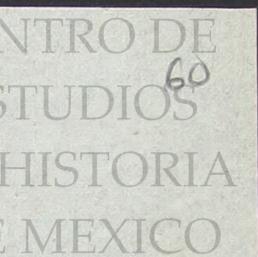 NTRO DE
60
STUDIOS
HISTORIA
E MEXICO